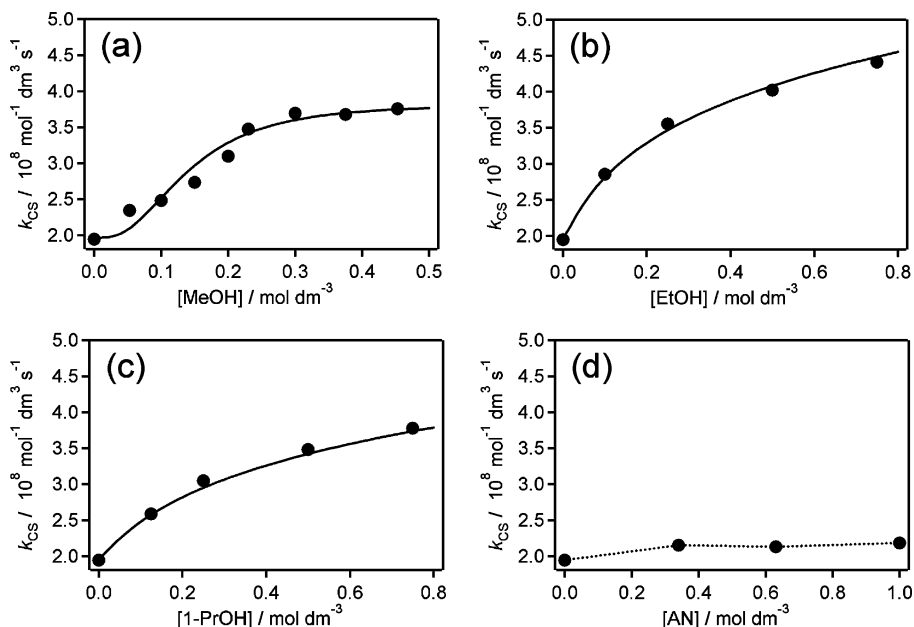 (a)
5.0
4.5
4.0
3.5
3.0
2.5
2.0
k_CS / 10^8 mol^-1 dm^3 s^-1
0.0 0.1 0.2 0.3 0.4 0.5
[MeOH] / mol dm^-3
(b)
5.0
4.5
4.0
3.5
3.0
2.5
2.0
k_CS / 10^8 mol^-1 dm^3 s^-1
0.0 0.2 0.4 0.6 0.8
[EtOH] / mol dm^-3
(c)
5.0
4.5
4.0
3.5
3.0
2.5
2.0
k_CS / 10^8 mol^-1 dm^3 s^-1
0.0 0.2 0.4 0.6 0.8
[1-PrOH] / mol dm^-3
(d)
5.0
4.5
4.0
3.5
3.0
2.5
2.0
k_CS / 10^8 mol^-1 dm^3 s^-1
0.0 0.2 0.4 0.6 0.8 1.0
[AN] / mol dm^-3